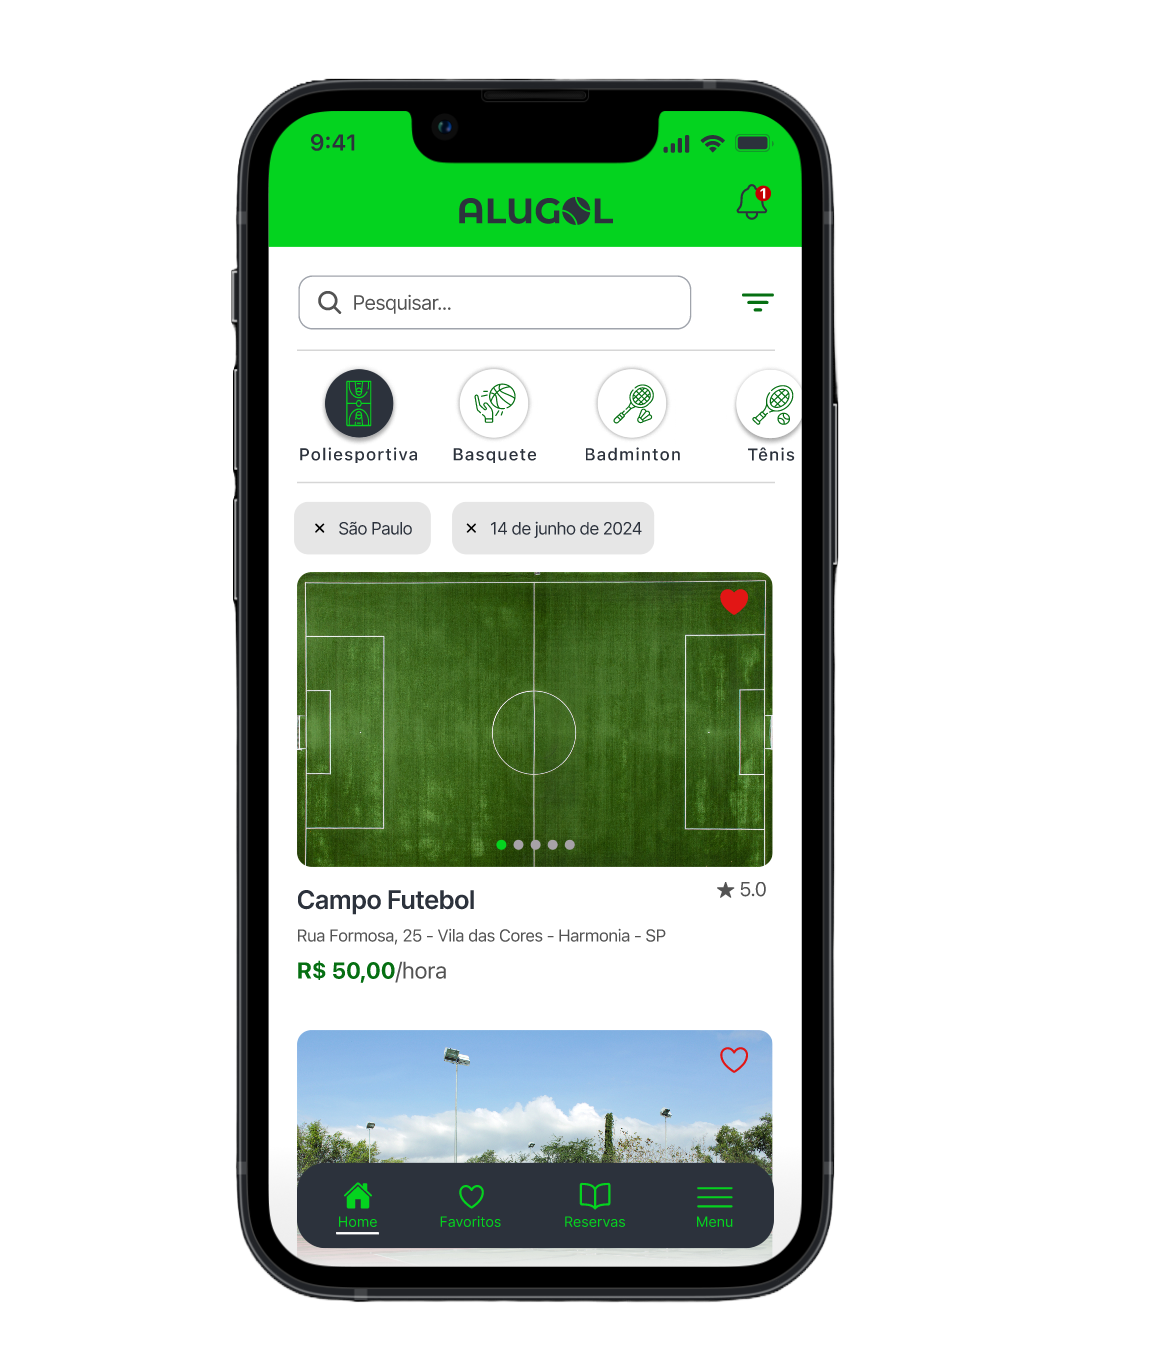 9:41
ALUGOL
1
Pesquisar...
Poliesportiva Basquete Badminton Tênis
× São Paulo × 14 de junho de 2024
Campo Futebol ★ 5.0
Rua Formosa, 25 - Vila das Cores - Harmonia - SP
R$ 50,00/hora
Home Favoritos Reservas Menu